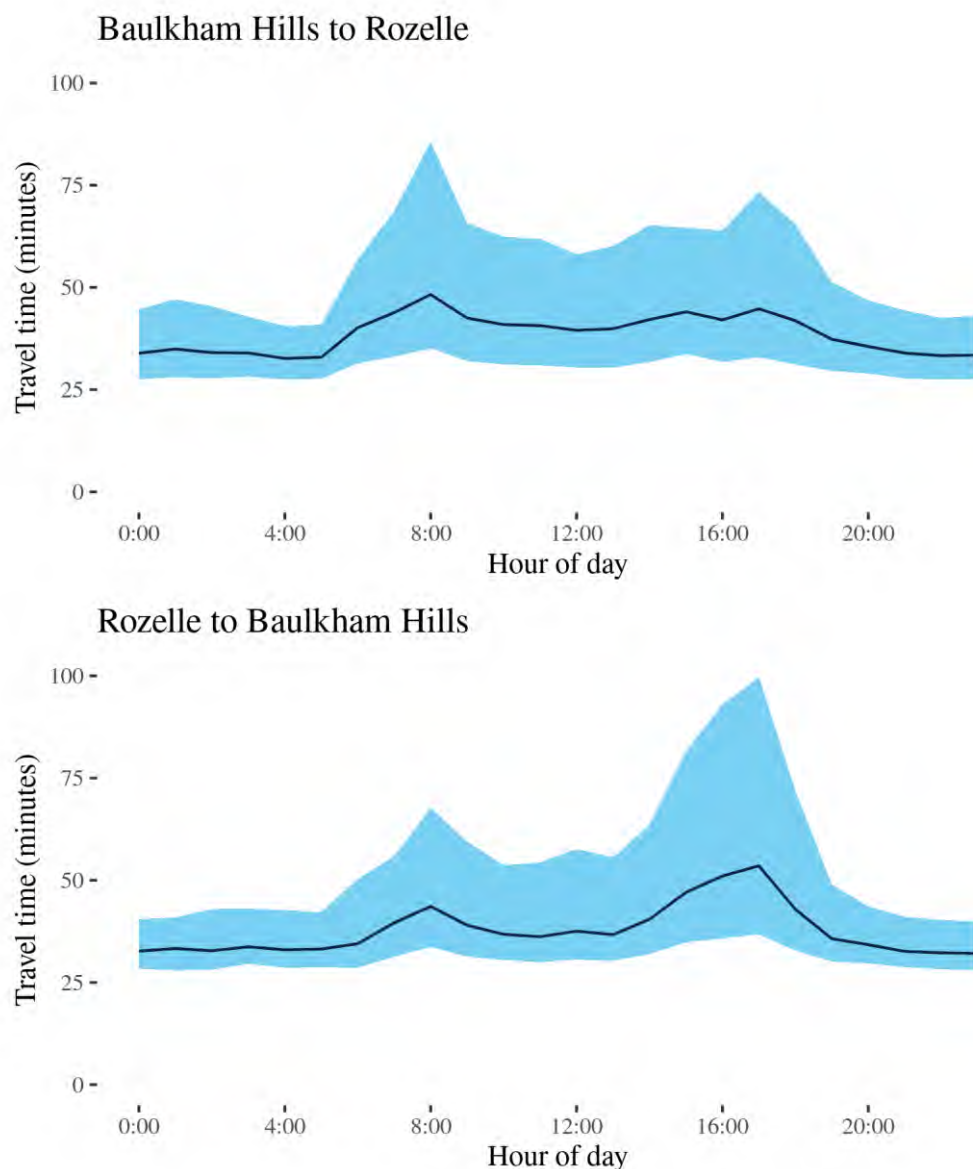 Baulkham Hills to Rozelle
100
75
50
25
0
Travel time (minutes)
0:00 4:00 8:00 12:00 16:00 20:00
Hour of day
Rozelle to Baulkham Hills
100
75
50
25
0
Travel time (minutes)
0:00 4:00 8:00 12:00 16:00 20:00
Hour of day